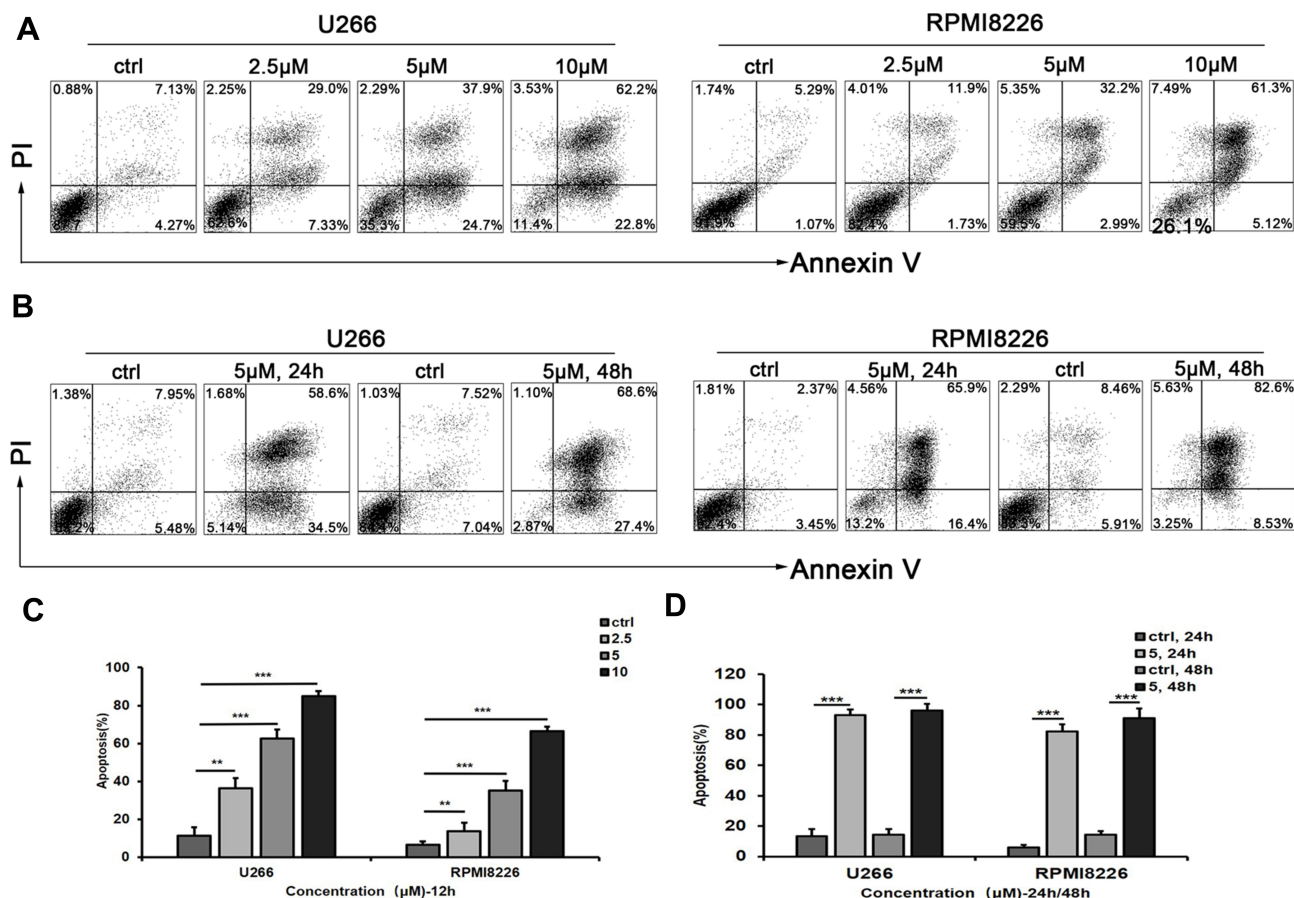 A
U266
RPMI8226
ctrl 2.5μM 5μM 10μM
ctrl 2.5μM 5μM 10μM
0.88% 7.13% 2.25% 29.0% 2.29% 37.9% 3.53% 62.2%
1.74% 5.29% 4.01% 11.9% 5.35% 32.2% 7.49% 61.3%
PI
4.27% 62.6% 7.33% 35.3% 24.7% 11.4% 22.8%
91.9% 1.07% 82.4% 1.73% 59.5% 2.99% 26.1% 5.12%
Annexin V
B
U266
RPMI8226
ctrl 5μM, 24h ctrl 5μM, 48h
ctrl 5μM, 24h ctrl 5μM, 48h
1.38% 7.95% 1.68% 58.6% 1.03% 7.52% 1.10% 68.6%
1.81% 2.37% 4.56% 65.9% 2.29% 8.46% 5.63% 82.6%
PI
5.48% 5.14% 34.5% 7.04% 2.87% 27.4%
3.45% 13.2% 16.4% 5.91% 3.25% 8.53%
Annexin V
C
ctrl
2.5
5
10
Apoptosis(%)
100
80
60
40
20
0
***
***
**
***
***
**
U266 RPMI8226
Concentration (μM)-12h
D
ctrl, 24h
5, 24h
ctrl, 48h
5, 48h
Apoptosis(%)
120
100
80
60
40
20
0
*** *** *** ***
U266 RPMI8226
Concentration (μM)-24h/48h